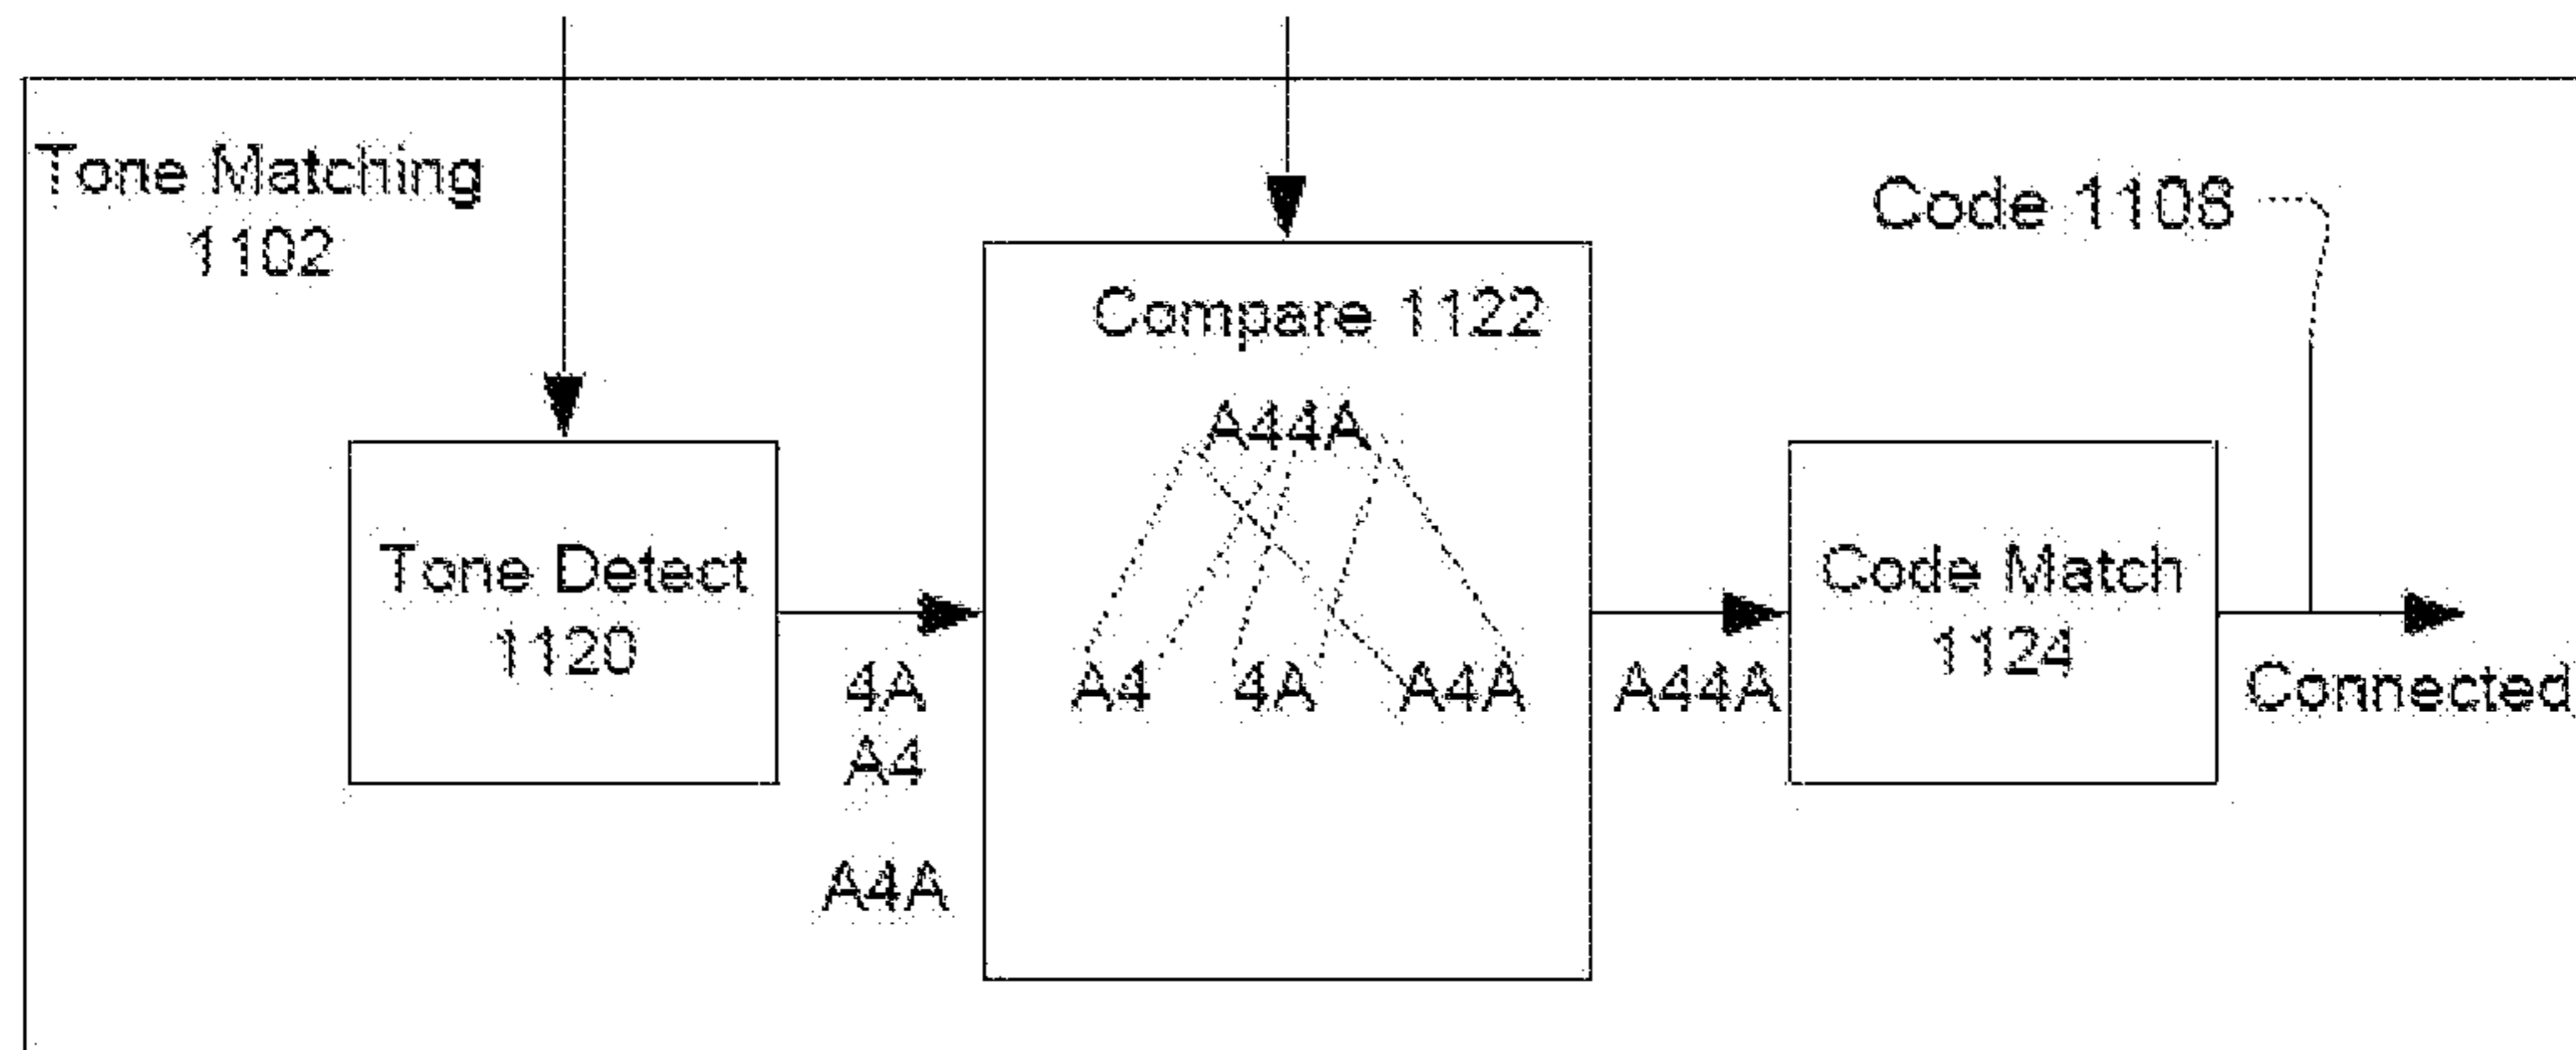 Tone Matching
1102
Code 1108
Compare 1122
A44A
Tone Detect
1120
4A
A4
A4A
A4 4A A4A
A44A
Code Match
1124
Connected